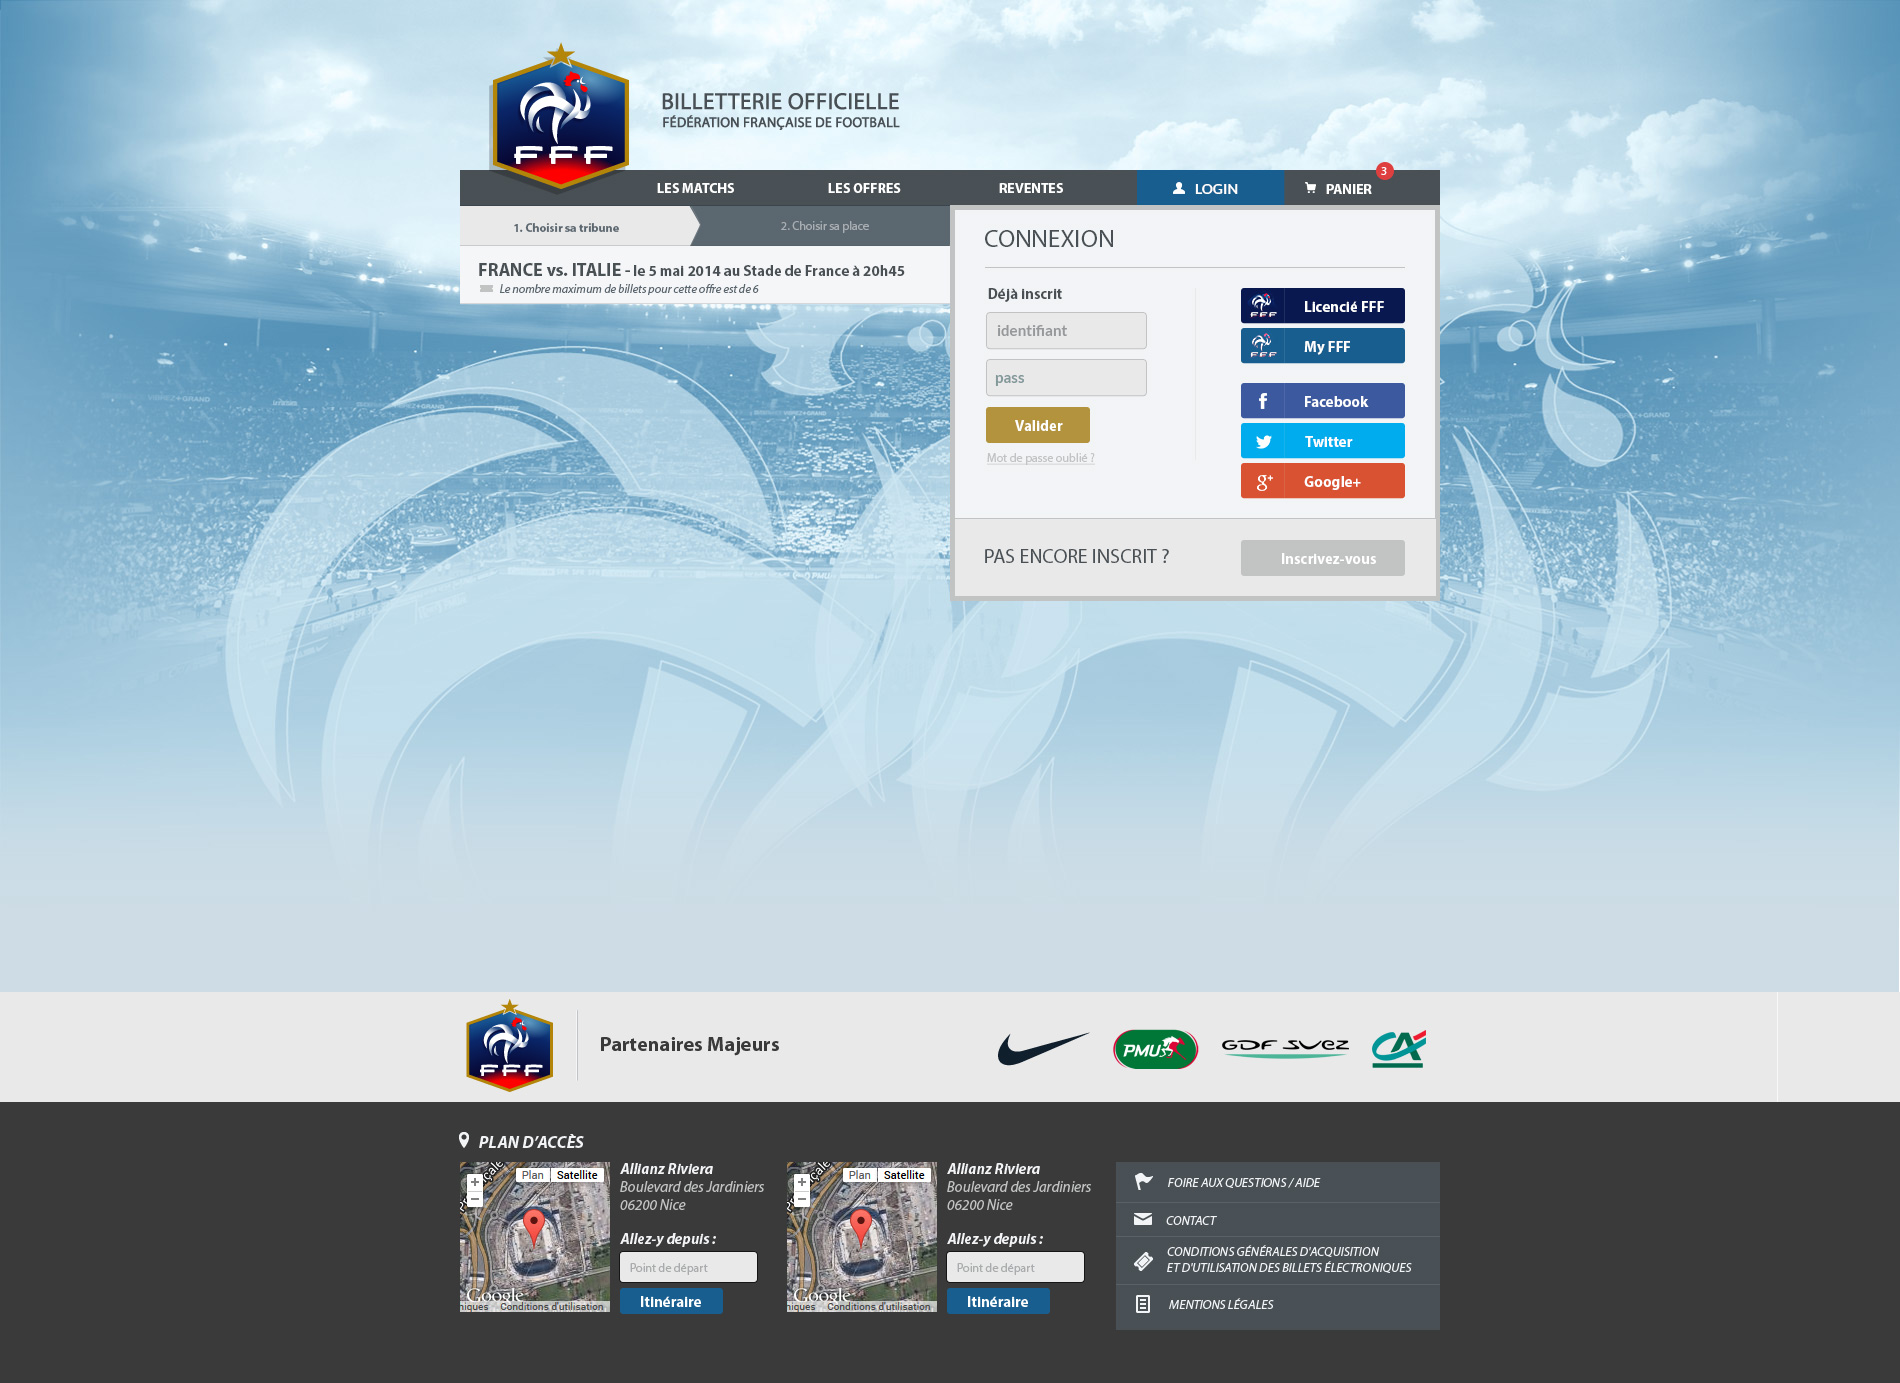 FFF
BILLETTERIE OFFICIELLE
FÉDÉRATION FRANÇAISE DE FOOTBALL
LES MATCHS
LES OFFRES
REVENTES
LOGIN
PANIER
3
1. Choisir sa tribune
2. Choisir sa place
FRANCE vs. ITALIE - le 5 mai 2014 au Stade de France à 20h45
Le nombre maximum de billets pour cette offre est de 6
CONNEXION
Déjà inscrit
identifiant
pass
Valider
Mot de passe oublié ?
FFF
Licencié FFF
FFF
My FFF
Facebook
Twitter
Google+
PAS ENCORE INSCRIT ?
Inscrivez-vous
FFF
Partenaires Majeurs
PMU
GDF SUEZ
CA
PLAN D'ACCÈS
Plan
Satellite
Google
niques
Conditions d'utilisation
Allianz Riviera
Boulevard des Jardiniers
06200 Nice
Allez-y depuis :
Point de départ
Itinéraire
Plan
Satellite
Google
niques
Conditions d'utilisation
Allianz Riviera
Boulevard des Jardiniers
06200 Nice
Allez-y depuis :
Point de départ
Itinéraire
FOIRE AUX QUESTIONS / AIDE
CONTACT
CONDITIONS GÉNÉRALES D'ACQUISITION
ET D'UTILISATION DES BILLETS ÉLECTRONIQUES
MENTIONS LÉGALES